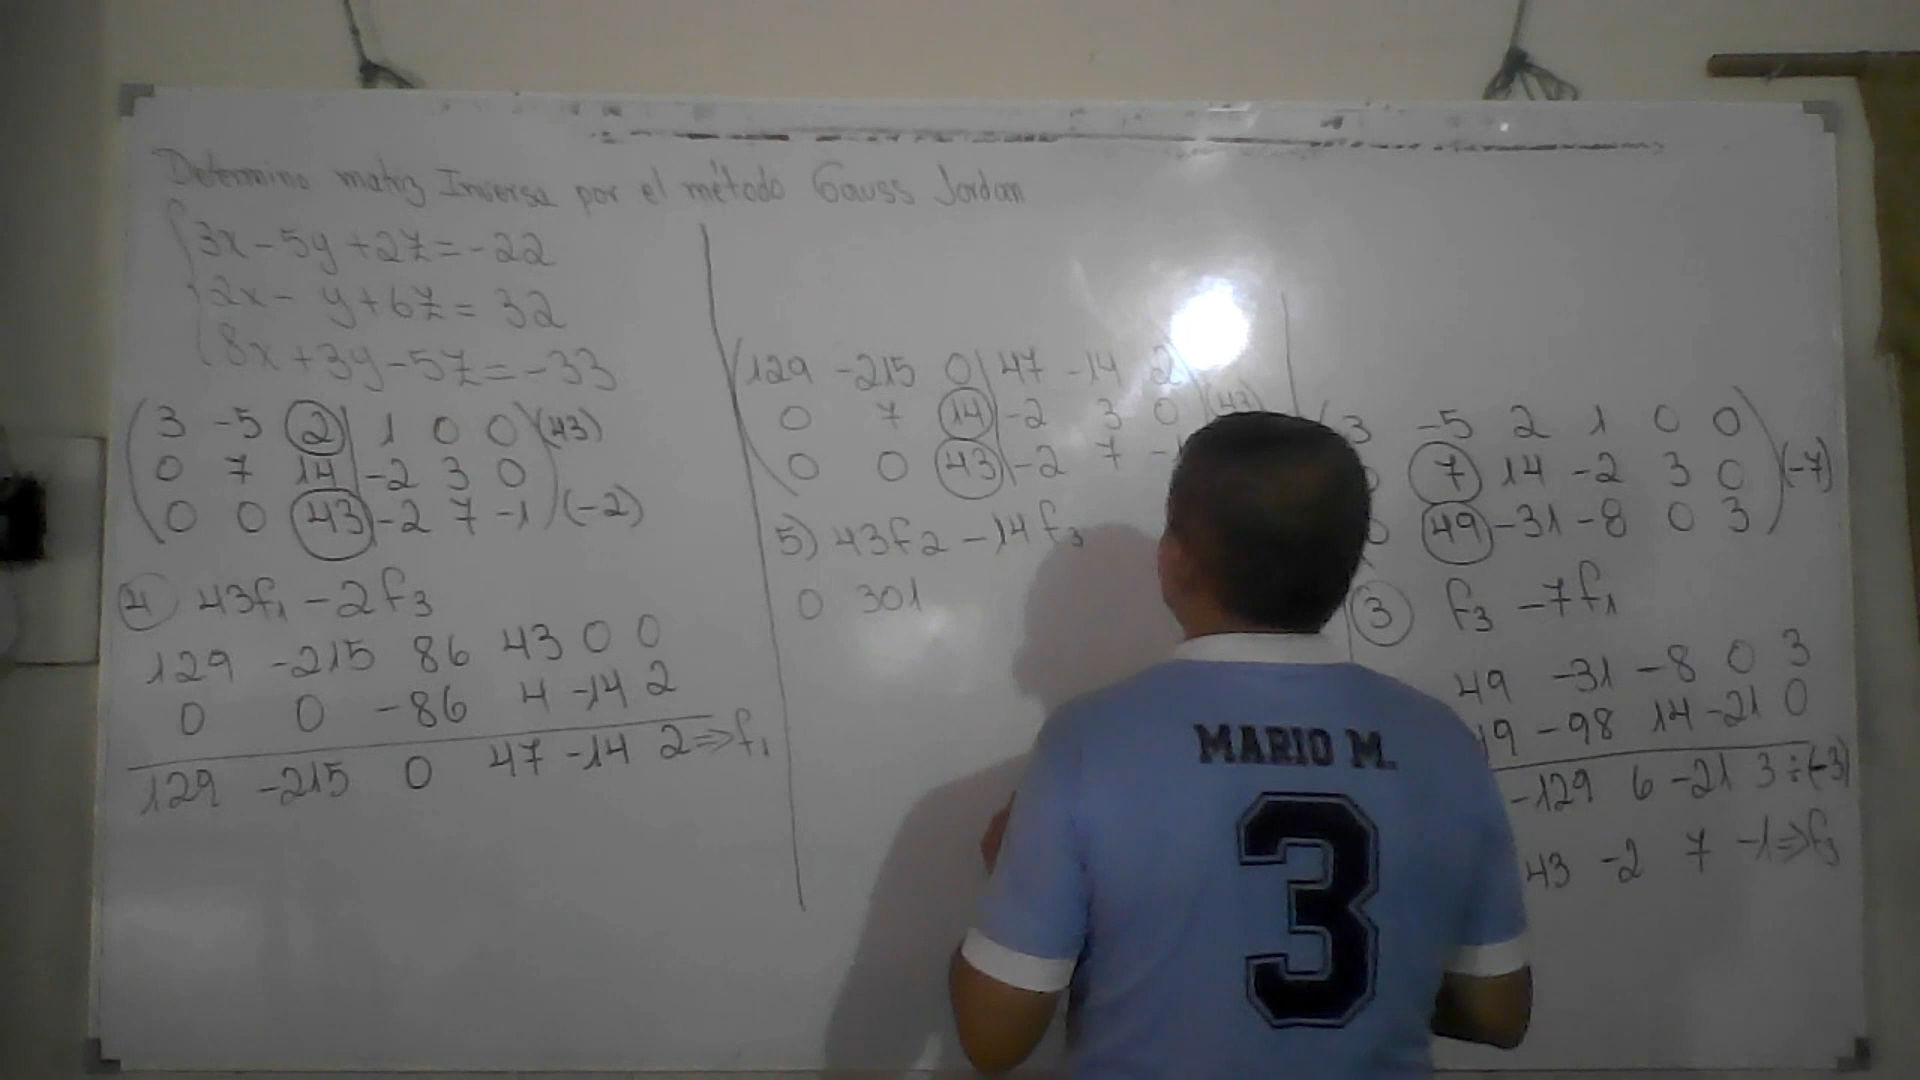 Determino matriz Inversa por el método Gauss Jordan
3x - 5y + 2z = -22
2x - y + 6z = 32
8x + 3y - 5z = -33
3 -5 2 | 1 0 0 (43)
0 7 14 | -2 3 0
0 0 43 | -2 7 -1 (-2)
4 43f₁ - 2f₃
129 -215 86 43 0 0
0 0 -86 4 -14 2
129 -215 0 47 -14 2 ⇒ f₁
129 -215 0 | 47 -14 2
0 7 14 | -2 3 0 (43)
0 0 43 | -2 7 -1
5) 43f2 - 14f₃
0 301
3 -5 2 1 0 0
7 14 -2 3 0 (-7)
0 49 -31 -8 0 3
3 f₃ - 7f₁
49 -31 -8 0 3
-98 14 -21 0
-129 6 -21 3 ÷(-3)
43 -2 7 -1 ⇒ f₃
MARIO M.
3